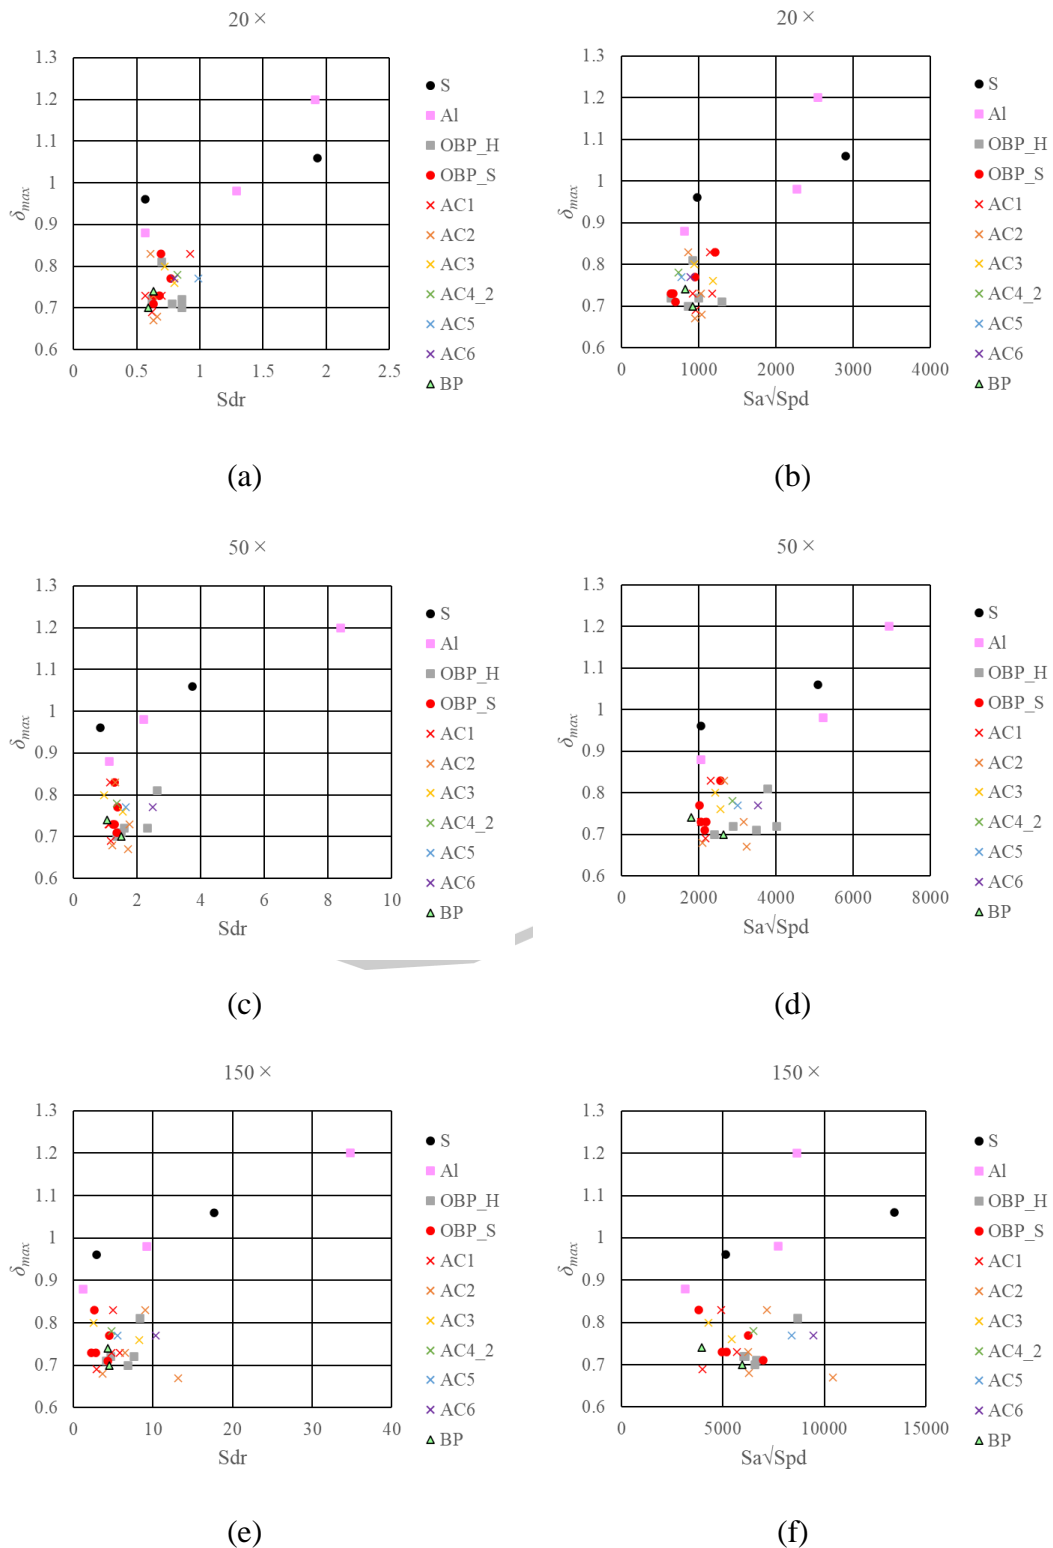 20 ×
1.3
1.2
1.1
1
0.9
0.8
0.7
0.6
δmax
0
0.5
1
1.5
2
2.5
Sdr
S
Al
OBP_H
OBP_S
AC1
AC2
AC3
AC4_2
AC5
AC6
BP
(a)
20 ×
1.3
1.2
1.1
1
0.9
0.8
0.7
0.6
δmax
0
1000
2000
3000
4000
Sa√Spd
S
Al
OBP_H
OBP_S
AC1
AC2
AC3
AC4_2
AC5
AC6
BP
(b)
50 ×
1.3
1.2
1.1
1
0.9
0.8
0.7
0.6
δmax
0
2
4
6
8
10
Sdr
S
Al
OBP_H
OBP_S
AC1
AC2
AC3
AC4_2
AC5
AC6
BP
(c)
50 ×
1.3
1.2
1.1
1
0.9
0.8
0.7
0.6
δmax
0
2000
4000
6000
8000
Sa√Spd
S
Al
OBP_H
OBP_S
AC1
AC2
AC3
AC4_2
AC5
AC6
BP
(d)
150 ×
1.3
1.2
1.1
1
0.9
0.8
0.7
0.6
δmax
0
10
20
30
40
Sdr
S
Al
OBP_H
OBP_S
AC1
AC2
AC3
AC4_2
AC5
AC6
BP
(e)
150 ×
1.3
1.2
1.1
1
0.9
0.8
0.7
0.6
δmax
0
5000
10000
15000
Sa√Spd
S
Al
OBP_H
OBP_S
AC1
AC2
AC3
AC4_2
AC5
AC6
BP
(f)